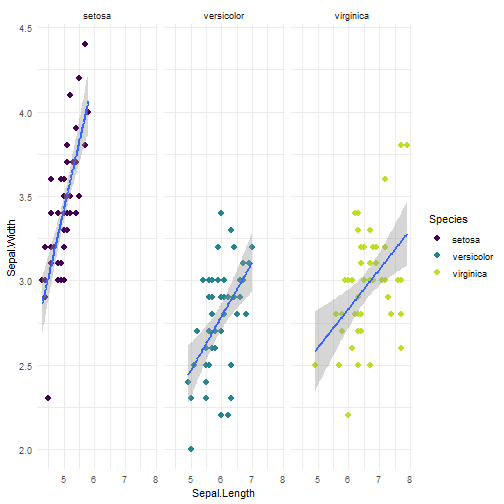 setosa versicolor virginica
4.5
4.0
3.5
3.0
2.5
2.0
Sepal.Width
5 6 7 8 5 6 7 8 5 6 7 8
Sepal.Length
Species
setosa
versicolor
virginica